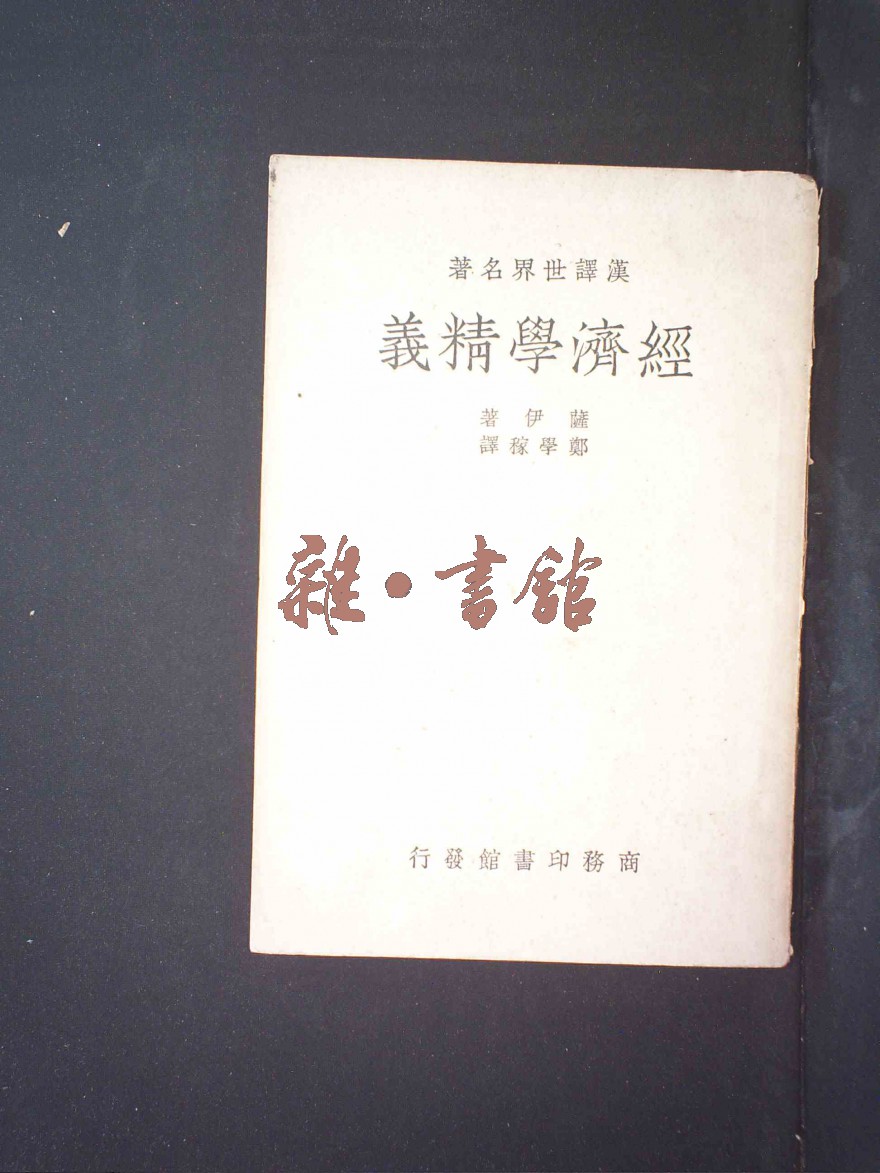 漢譯世界名著
經濟學精義
薩伊著
鄭學稼譯
雜·書館
商務印書館發行